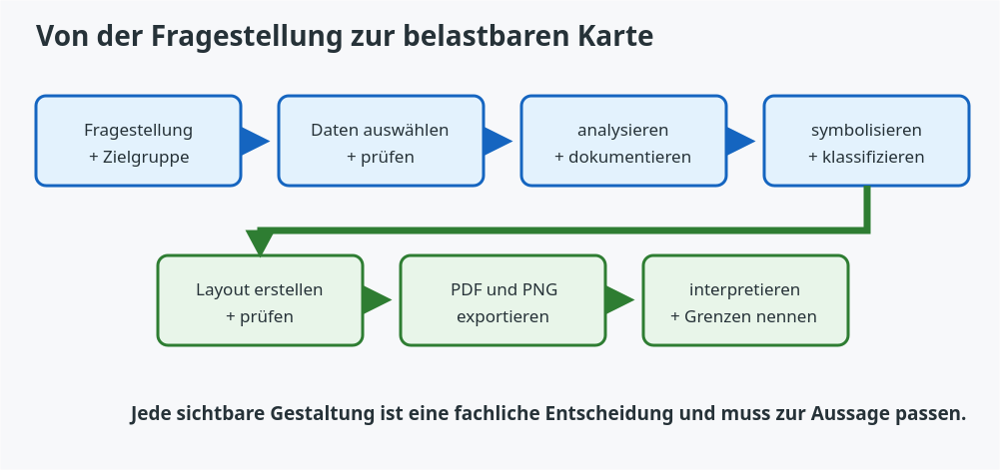 Von der Fragestellung zur belastbaren Karte
Fragestellung
+ Zielgruppe
Daten auswählen
+ prüfen
analysieren
+ dokumentieren
symbolisieren
+ klassifizieren
Layout erstellen
+ prüfen
PDF und PNG
exportieren
interpretieren
+ Grenzen nennen
Jede sichtbare Gestaltung ist eine fachliche Entscheidung und muss zur Aussage passen.